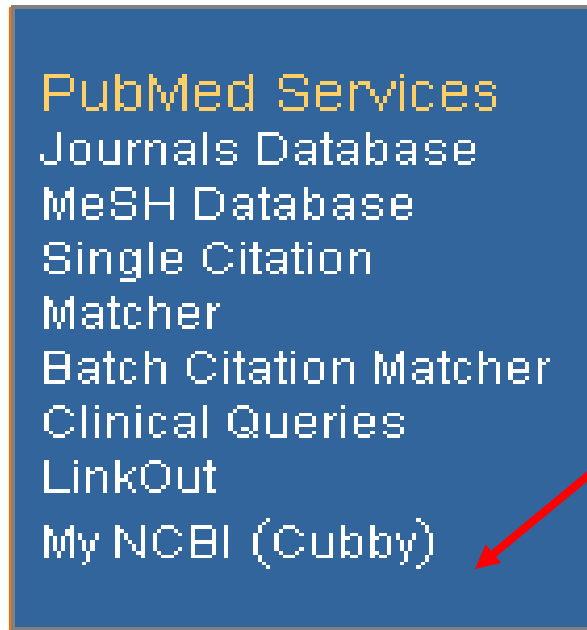 PubMed Services
Journals Database
MeSH Database
Single Citation
Matcher
Batch Citation Matcher
Clinical Queries
LinkOut
My NCBI (Cubby)